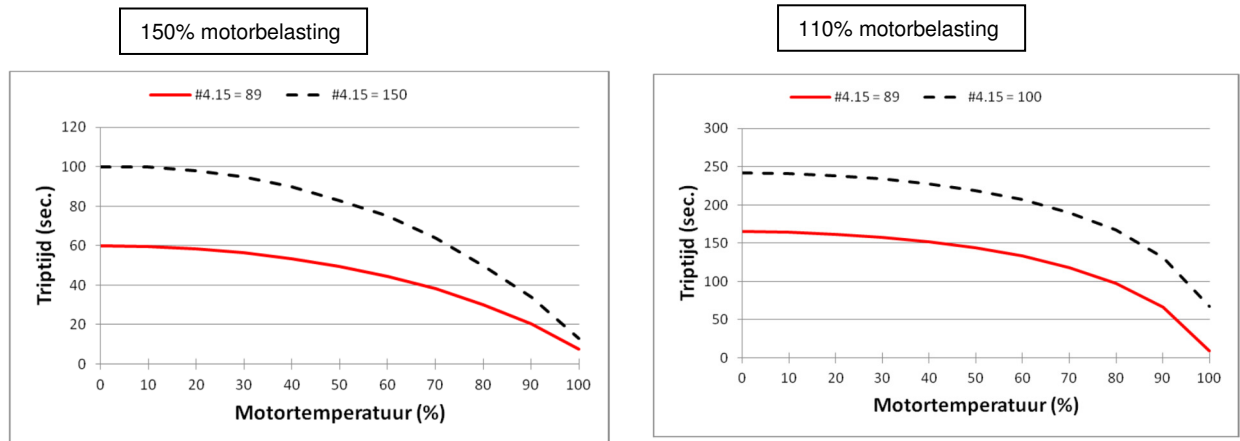 150% motorbelasting
#4.15 = 89 #4.15 = 150
120
100
80
60
40
20
0
Triptijd (sec.)
0 10 20 30 40 50 60 70 80 90 100
Motortemperatuur (%)
110% motorbelasting
#4.15 = 89 #4.15 = 100
300
250
200
150
100
50
0
Triptijd (sec.)
0 10 20 30 40 50 60 70 80 90 100
Motortemperatuur (%)